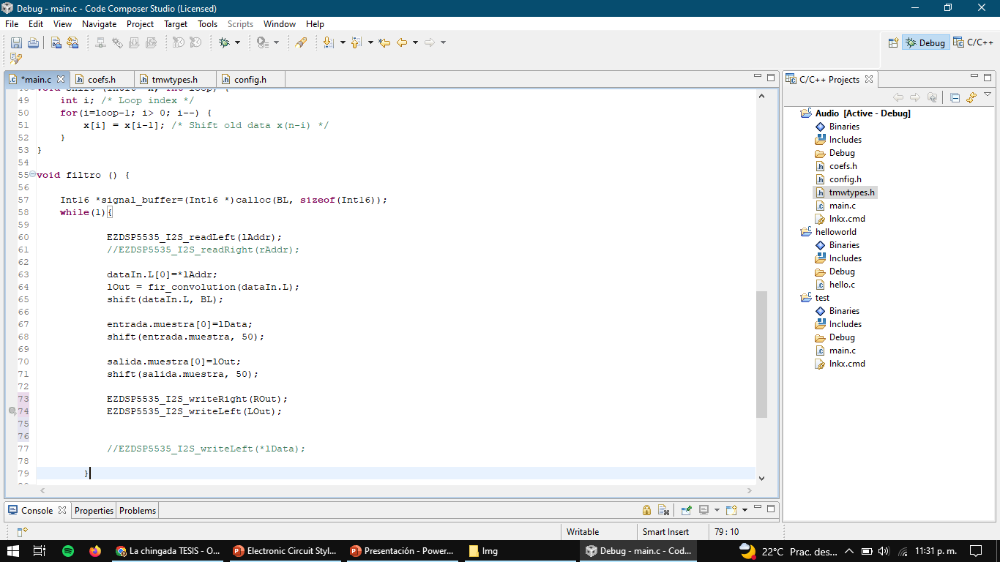 Debug - main.c - Code Composer Studio (Licensed)
File Edit View Navigate Project Target Tools Scripts Window Help
Debug C/C++
*main.c coefs.h tmwtypes.h config.h
49 int i; /* Loop index */
50 for(i=loop-1; i> 0; i--) {
51 x[i] = x[i-1]; /* Shift old data x(n-i) */
52 }
53 }
54
55 void filtro () {
56
57 Int16 *signal_buffer=(Int16 *)calloc(BL, sizeof(Int16));
58 while(1){
59
60 EZDSP5535_I2S_readLeft(lAddr);
61 //EZDSP5535_I2S_readRight(rAddr);
62
63 dataIn.L[0]=*lAddr;
64 lOut = fir_convolution(dataIn.L);
65 shift(dataIn.L, BL);
66
67 entrada.muestra[0]=lData;
68 shift(entrada.muestra, 50);
69
70 salida.muestra[0]=lOut;
71 shift(salida.muestra, 50);
72
73 EZDSP5535_I2S_writeRight(ROut);
74 EZDSP5535_I2S_writeLeft(LOut);
75
76
77 //EZDSP5535_I2S_writeLeft(*lData);
78
79 }
C/C++ Projects
Audio [Active - Debug]
Binaries
Includes
Debug
coefs.h
config.h
tmwtypes.h
main.c
lnkx.cmd
helloworld
Binaries
Includes
Debug
hello.c
test
Binaries
Includes
Debug
main.c
lnkx.cmd
Console Properties Problems
Writable Smart Insert 79 : 10
La chingada TESIS - O... Electronic Circuit Styl... Presentación - Power... Img Debug - main.c - Cod... 22°C Prac. des... 11:31 p. m.